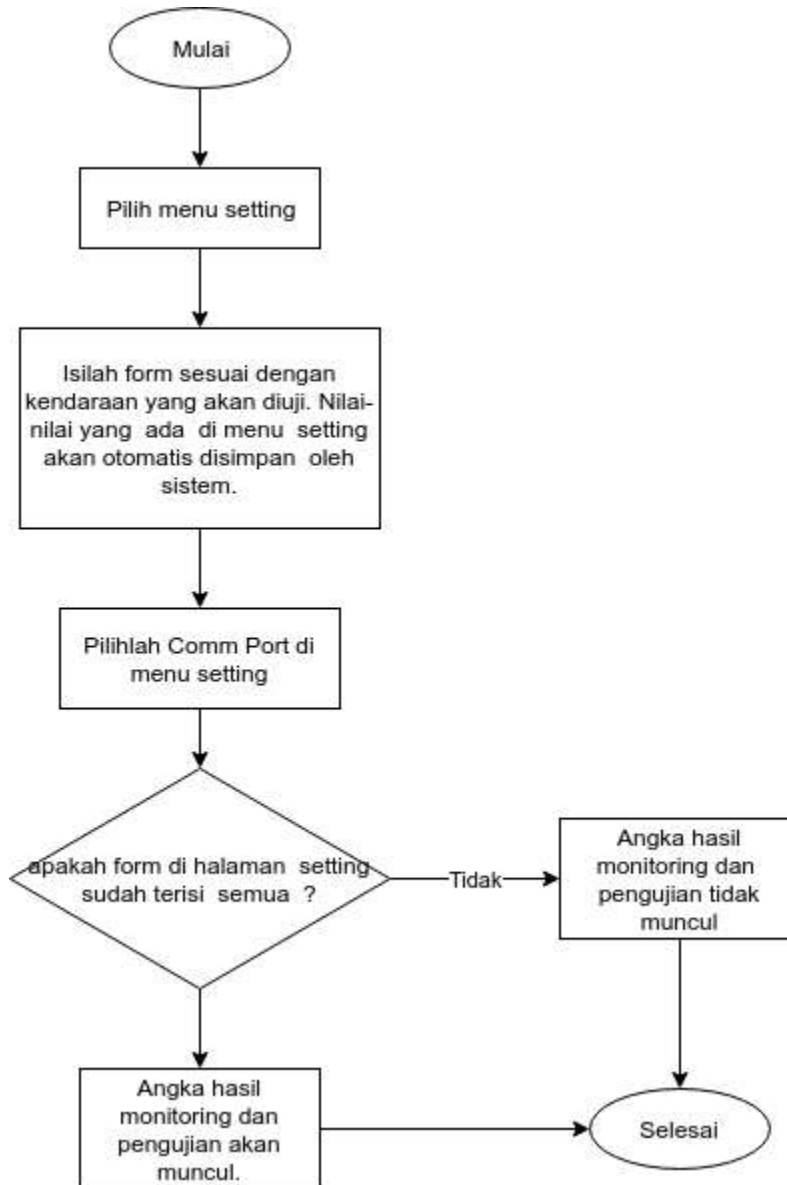 Mulai
Pilih menu setting
Isilah form sesuai dengan
kendaraan yang akan diuji. Nilai-
nilai yang ada di menu setting
akan otomatis disimpan oleh
sistem.
Pilihlah Comm Port di
menu setting
apakah form di halaman setting
sudah terisi semua ?
Tidak
Angka hasil
monitoring dan
pengujian tidak
muncul
Angka hasil
monitoring dan
pengujian akan
muncul.
Selesai